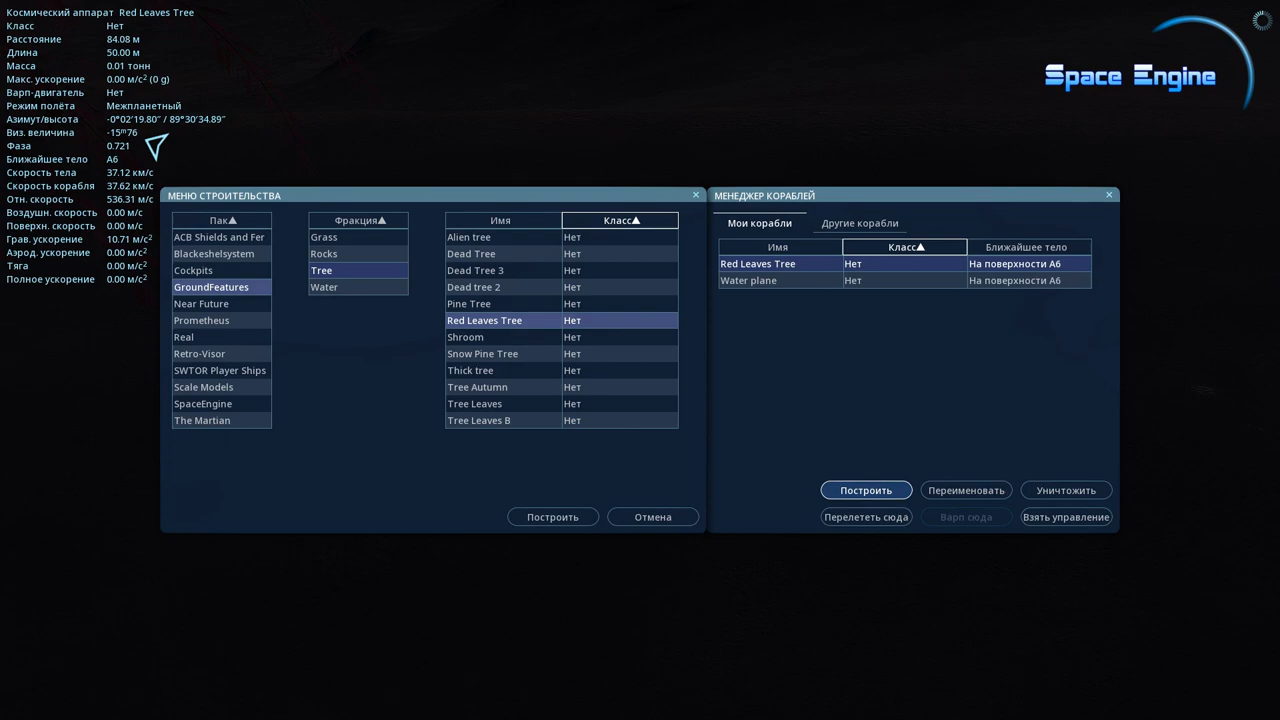 Космический аппарат Red Leaves Tree
Класс Нет
Расстояние 84.08 м
Длина 50.00 м
Масса 0.01 тонн
Макс. ускорение 0.00 м/с² (0 g)
Варп-двигатель Нет
Режим полёта Межпланетный
Азимут/высота -0°02′19.80″ / 89°30′34.89″
Виз. величина -15ᵐ76
Фаза 0.721
Ближайшее тело A6
Скорость тела 37.12 км/с
Скорость корабля 37.62 км/с
Отн. скорость 536.31 м/с
Воздушн. скорость 0.00 м/с
Поверхн. скорость 0.00 м/с
Грав. ускорение 10.71 м/с²
Аэрод. ускорение 0.00 м/с²
Тяга 0.00 м/с²
Полное ускорение 0.00 м/с²
Space Engine
МЕНЮ СТРОИТЕЛЬСТВА
Пак▲ Фракция▲ Имя Класс▲
ACB Shields and Fer Grass Alien tree Нет
Blackeshelsystem Rocks Dead Tree Нет
Cockpits Tree Dead Tree 3 Нет
GroundFeatures Water Dead tree 2 Нет
Near Future Pine Tree Нет
Prometheus Red Leaves Tree Нет
Real Shroom Нет
Retro-Visor Snow Pine Tree Нет
SWTOR Player Ships Thick tree Нет
Scale Models Tree Autumn Нет
SpaceEngine Tree Leaves Нет
The Martian Tree Leaves B Нет
Построить Отмена
МЕНЕДЖЕР КОРАБЛЕЙ
Мои корабли Другие корабли
Имя Класс▲ Ближайшее тело
Red Leaves Tree Нет На поверхности A6
Water plane Нет На поверхности A6
Построить Переименовать Уничтожить
Перелететь сюда Варп сюда Взять управление